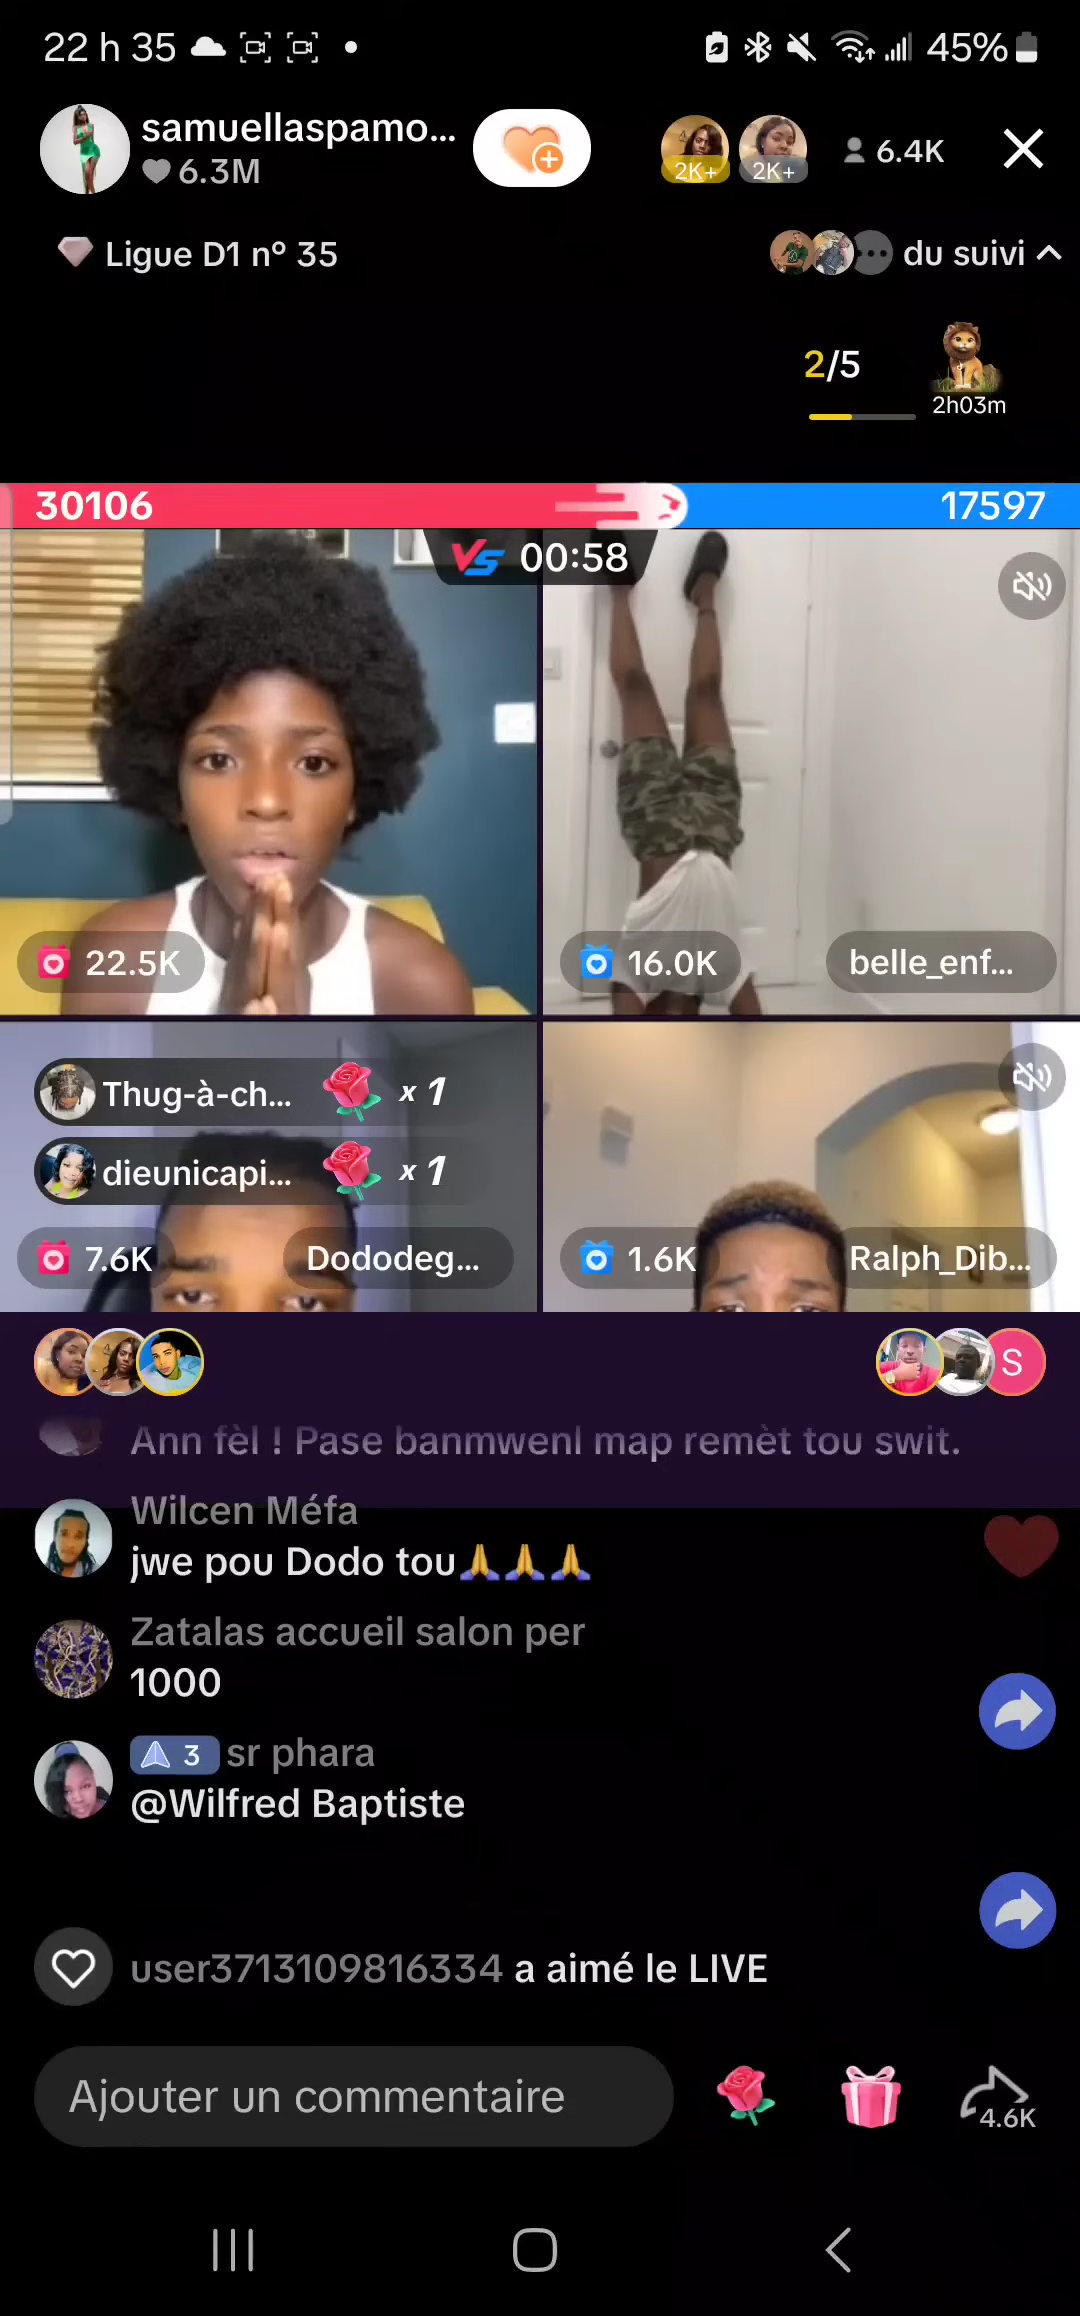 22 h 35
45%
samuellaspamo...
6.3M
2K+
2K+
6.4K
Ligue D1 nº 35
du suivi
2/5
2h03m
30106
17597
VS 00:58
22.5K
16.0K
belle_enf...
Thug-à-ch...
x 1
dieunicapi...
x 1
7.6K
Dododeg...
1.6K
Ralph_Dib...
S
Ann fèl ! Pase banmwenl map remèt tou swit.
Wilcen Méfa
jwe pou Dodo tou🙏🙏🙏
Zatalas accueil salon per
1000
3 sr phara
@Wilfred Baptiste
user3713109816334 a aimé le LIVE
Ajouter un commentaire
4.6K